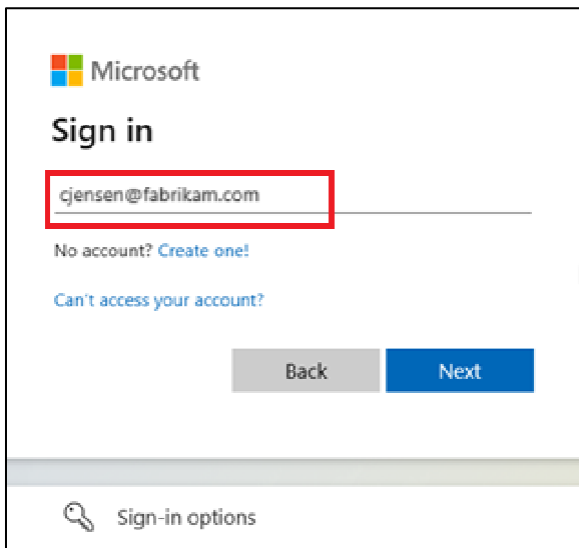 Microsoft
Sign in
cjensen@fabrikam.com
No account? Create one!
Can't access your account?
Back Next
Sign-in options